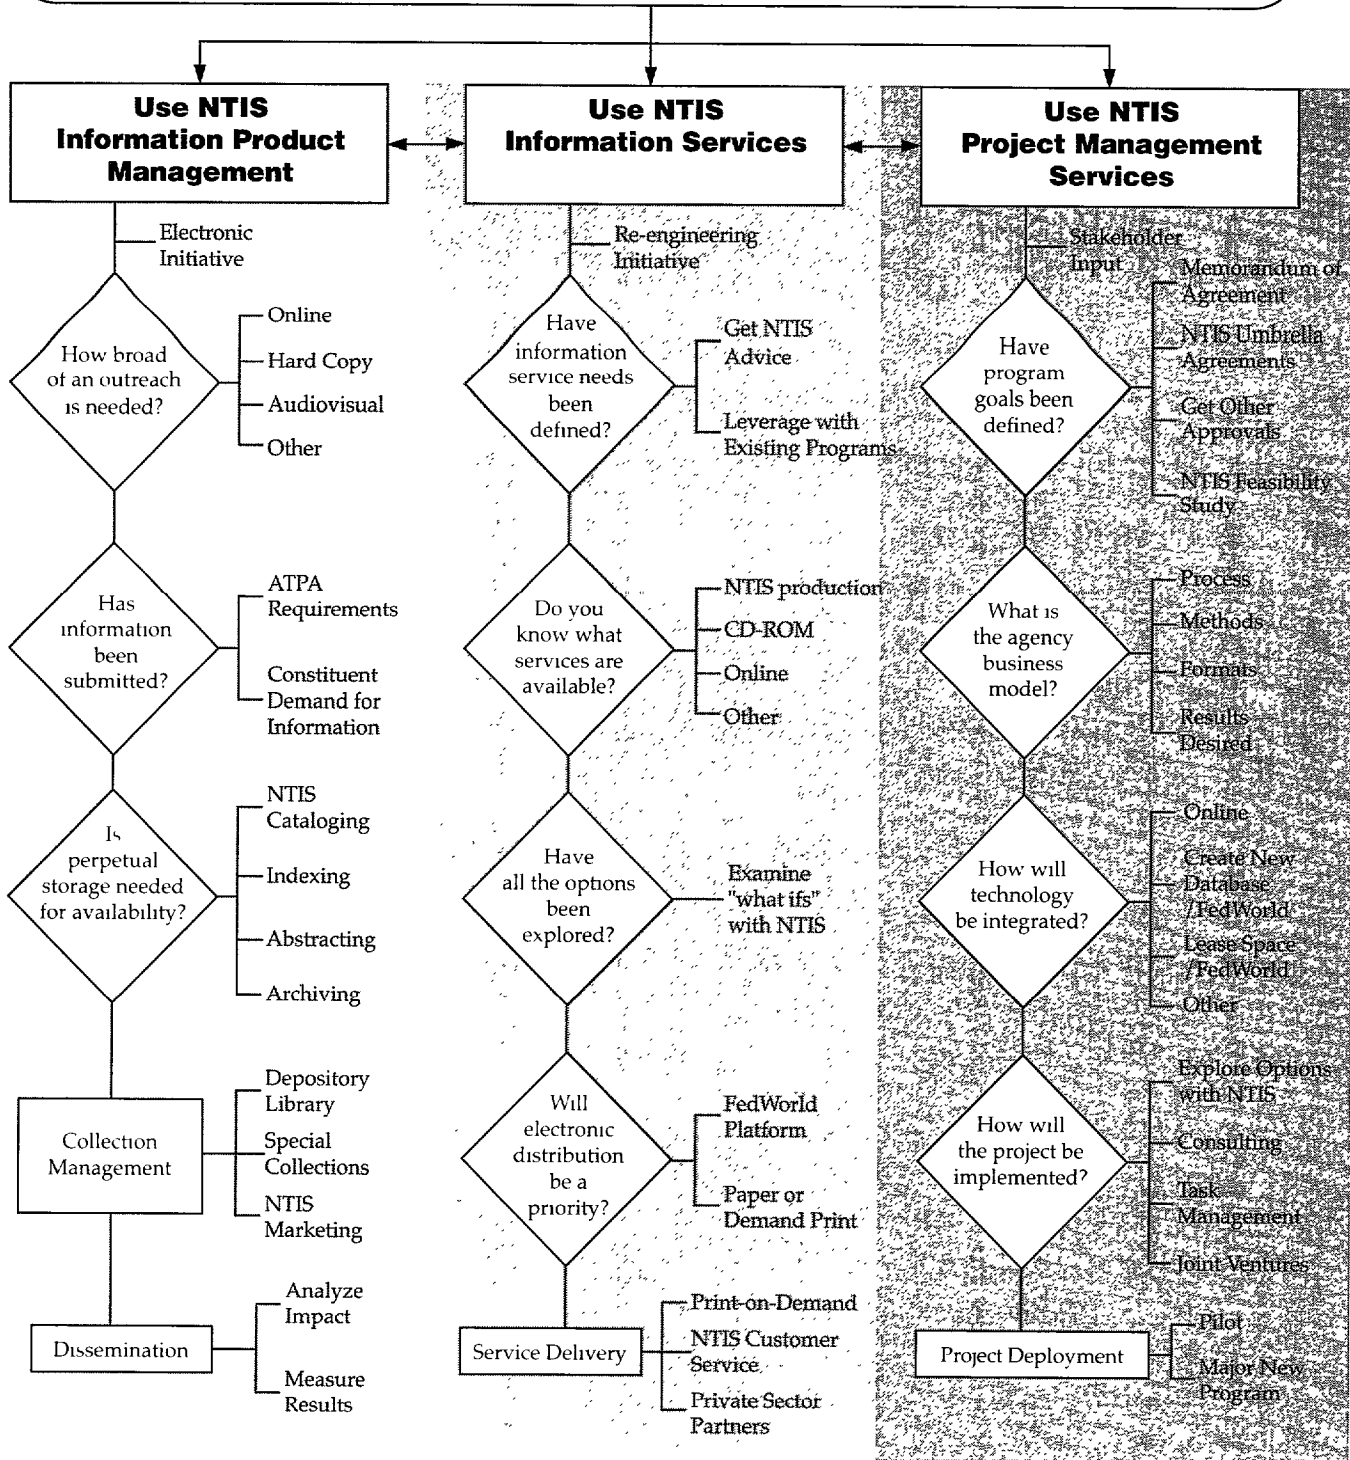 Use NTIS
Information Product
Management
Electronic
Initiative
How broad
of an outreach
is needed?
Online
Hard Copy
Audiovisual
Other
Has
information
been
submitted?
ATPA
Requirements
Constituent
Demand for
Information
Is
perpetual
storage needed
for availability?
NTIS
Cataloging
Indexing
Abstracting
Archiving
Collection
Management
Depository
Library
Special
Collections
NTIS
Marketing
Dissemination
Analyze
Impact
Measure
Results
Use NTIS
Information Services
Re-engineering
Initiative
Have
information
service needs
been
defined?
Get NTIS
Advice
Leverage with
Existing Programs
Do you
know what
services are
available?
NTIS production
CD-ROM
Online
Other
Have
all the options
been
explored?
Examine
"what ifs"
with NTIS
Will
electronic
distribution
be a
priority?
FedWorld
Platform
Paper or
Demand Print
Service Delivery
Print-on-Demand
NTIS Customer
Service
Private Sector
Partners
Use NTIS
Project Management
Services
Stakeholder
Input
Have
program
goals been
defined?
Memorandum of
Agreement
NTIS Umbrella
Agreements
Get Other
Approvals
NTIS Feasibility
Study
What is
the agency
business
model?
Process
Methods
Formats
Results
Desired
How will
technology
be integrated?
Online
Create New
Database
/FedWorld
Lease Space
/FedWorld
Other
How will
the project be
implemented?
Explore Options
with NTIS
Consulting
Task
Management
Joint Ventures
Project Deployment
Pilot
Major New
Program